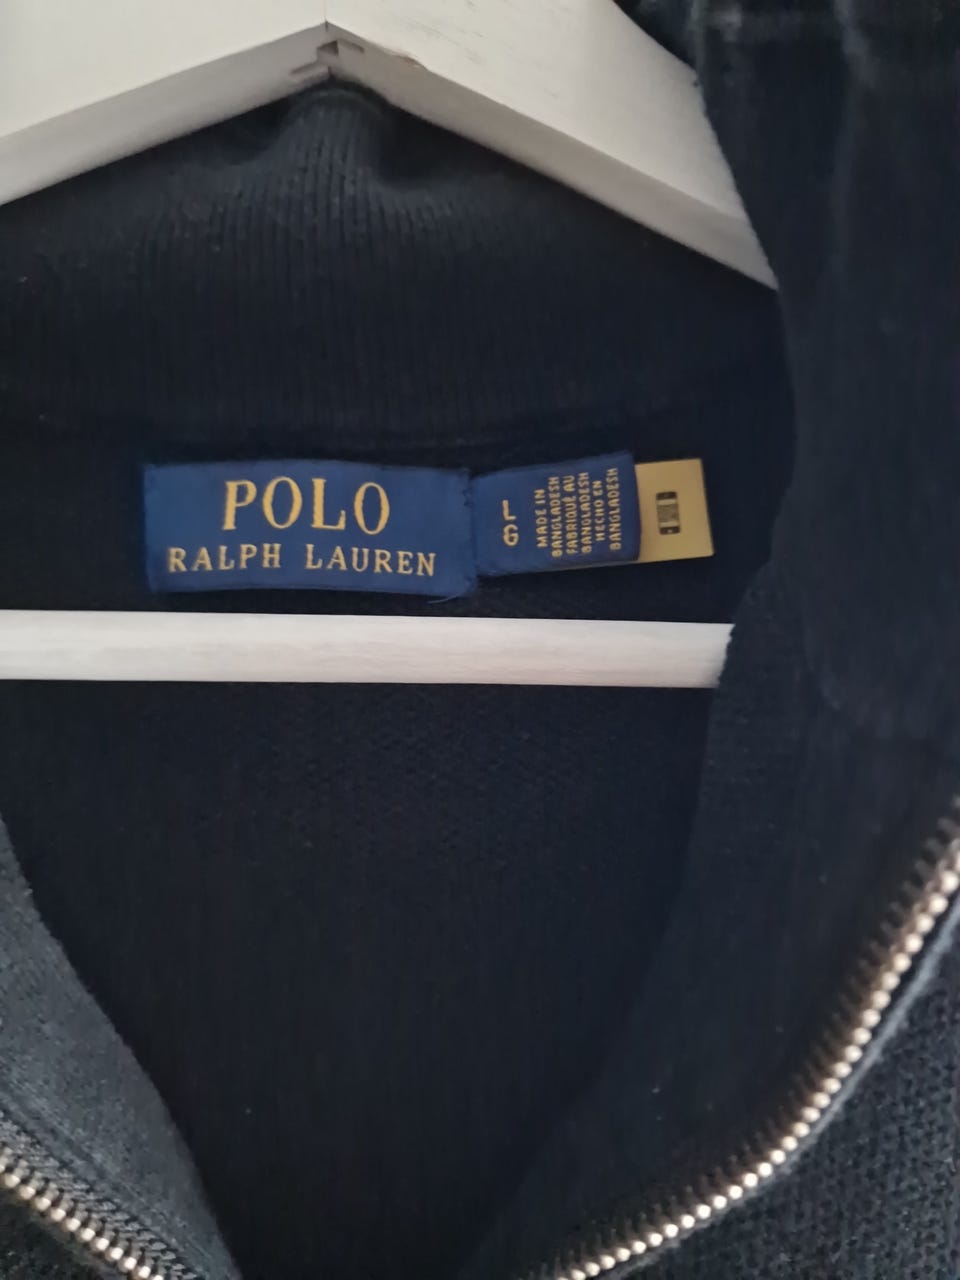 POLO
RALPH LAUREN
L
G
MADE IN
BANGLADESH
FABRIQUÉ AU
BANGLADESH
HECHO EN
BANGLADESH